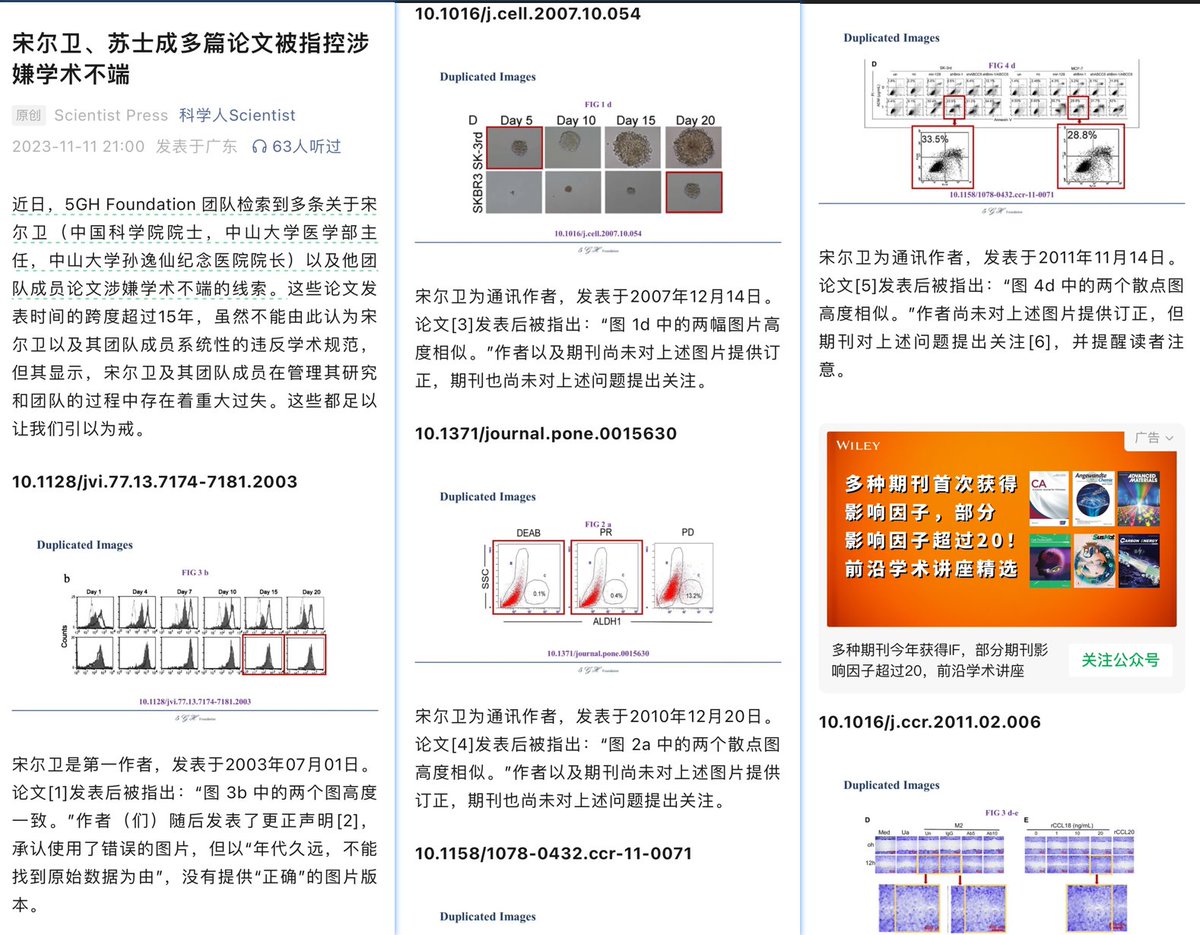 宋尔卫、苏士成多篇论文被指控涉
嫌学术不端
原创 Scientist Press 科学人Scientist
2023-11-11 21:00 发表于广东 63人听过
近日，5GH Foundation 团队检索到多条关于宋
尔卫（中国科学院院士，中山大学医学部主
任，中山大学孙逸仙纪念医院院长）以及他团
队成员论文涉嫌学术不端的线索。这些论文发
表时间的跨度超过15年，虽然不能由此认为宋
尔卫以及其团队成员系统性的违反学术规范，
但其显示，宋尔卫及其团队成员在管理其研究
和团队的过程中存在着重大过失。这些都足以
让我们引以为戒。
10.1128/jvi.77.13.7174-7181.2003
Duplicated Images
FIG 3 b
b
Day 1 Day 4 Day 7 Day 10 Day 15 Day 20
Counts
10.1128/jvi.77.13.7174-7181.2003
5GH Foundation
宋尔卫是第一作者，发表于2003年07月01日。
论文[1]发表后被指出：“图 3b 中的两个图高度
一致。”作者（们）随后发表了更正声明[2]，
承认使用了错误的图片，但以“年代久远，不能
找到原始数据为由”，没有提供“正确”的图片版
本。
10.1016/j.cell.2007.10.054
Duplicated Images
FIG 1 d
D Day 5 Day 10 Day 15 Day 20
SK-3rd
SKBR3
10.1016/j.cell.2007.10.054
5GH Foundation
宋尔卫为通讯作者，发表于2007年12月14日。
论文[3]发表后被指出：“图 1d 中的两幅图片高
度相似。”作者以及期刊尚未对上述图片提供订
正，期刊也尚未对上述问题提出关注。
10.1371/journal.pone.0015630
Duplicated Images
FIG 2 a
DEAB PR PD
SSC
0.1% 0.4% 13.2%
ALDH1
10.1371/journal.pone.0015630
5GH Foundation
宋尔卫为通讯作者，发表于2010年12月20日。
论文[4]发表后被指出：“图 2a 中的两个散点图
高度相似。”作者以及期刊尚未对上述图片提供
订正，期刊也尚未对上述问题提出关注。
10.1158/1078-0432.ccr-11-0071
Duplicated Images
Duplicated Images
FIG 4 d
D SK-3rd MCF-7
Annexin V
33.5% 28.8%
10.1158/1078-0432.ccr-11-0071
5GH Foundation
宋尔卫为通讯作者，发表于2011年11月14日。
论文[5]发表后被指出：“图 4d 中的两个散点图
高度相似。”作者尚未对上述图片提供订正，但
期刊对上述问题提出关注[6]，并提醒读者注
意。
WILEY
广告
多种期刊首次获得
影响因子，部分
影响因子超过20！
前沿学术讲座精选
CA Angewandte Chemie ADVANCED MATERIALS
SusMat CARBON ENERGY
多种期刊今年获得IF，部分期刊影
响因子超过20，前沿学术讲座
关注公众号
10.1016/j.ccr.2011.02.006
Duplicated Images
FIG 3 d-e
D M2 E rCCL18 (ng/mL)
Med Ua Un IgG Ab5 Ab10 0 1 10 20 rCCL20
0h
12h